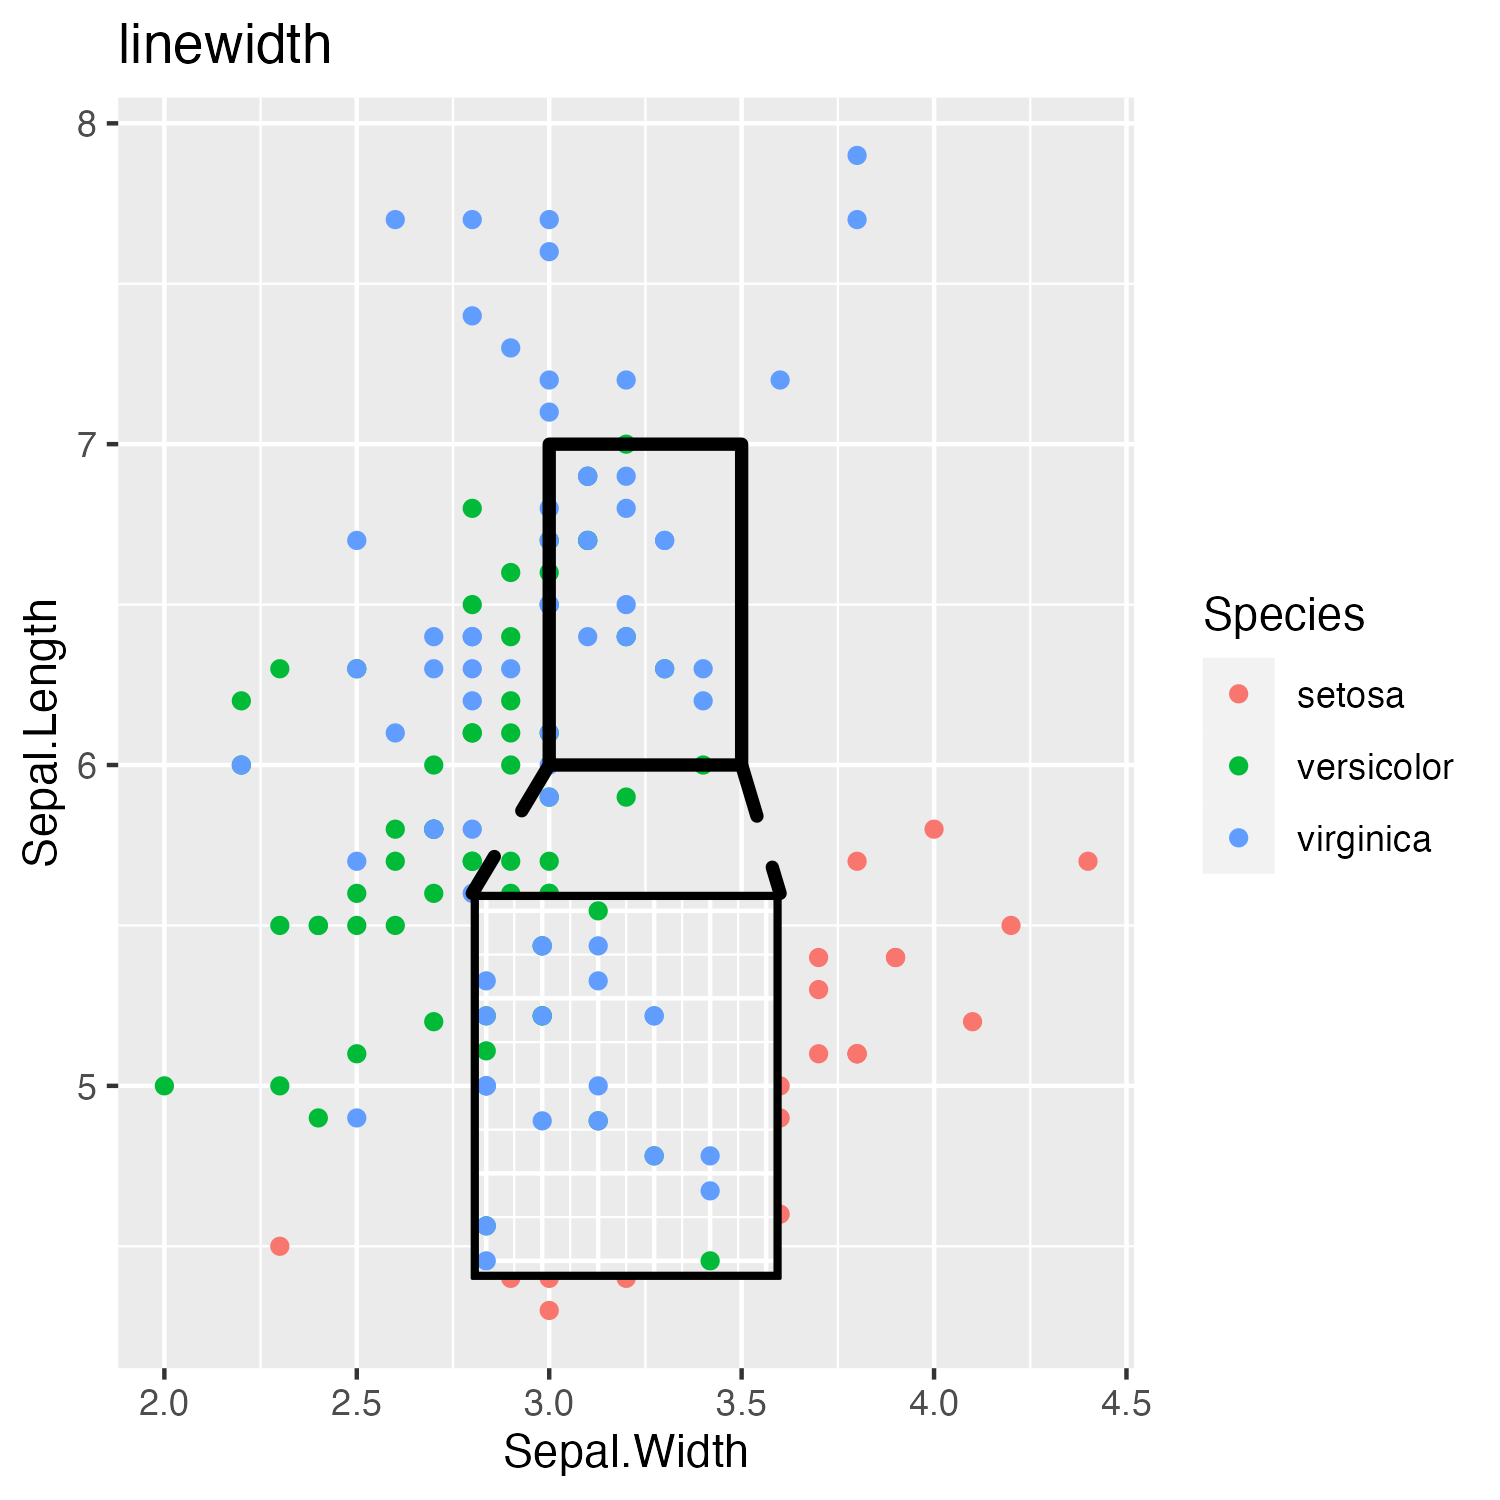 linewidth
8
7
6
5
Sepal.Length
2.0 2.5 3.0 3.5 4.0 4.5
Sepal.Width
Species
setosa
versicolor
virginica